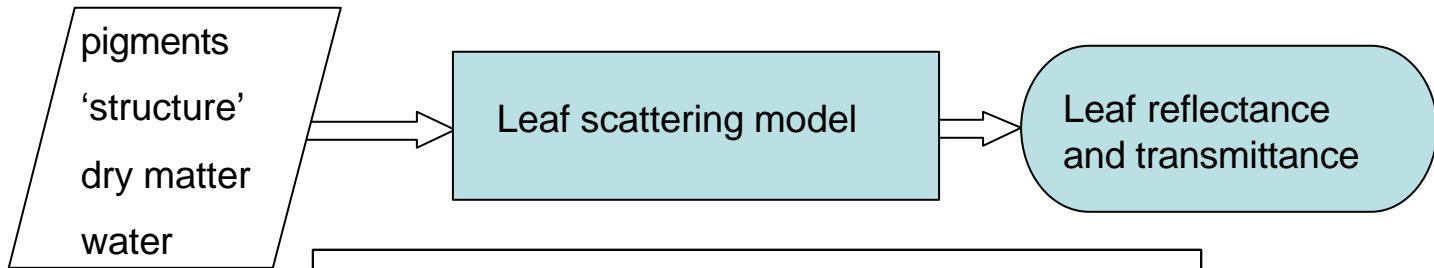 pigments
‘structure’
dry matter
water
Leaf scattering model
Leaf reflectance
and transmittance